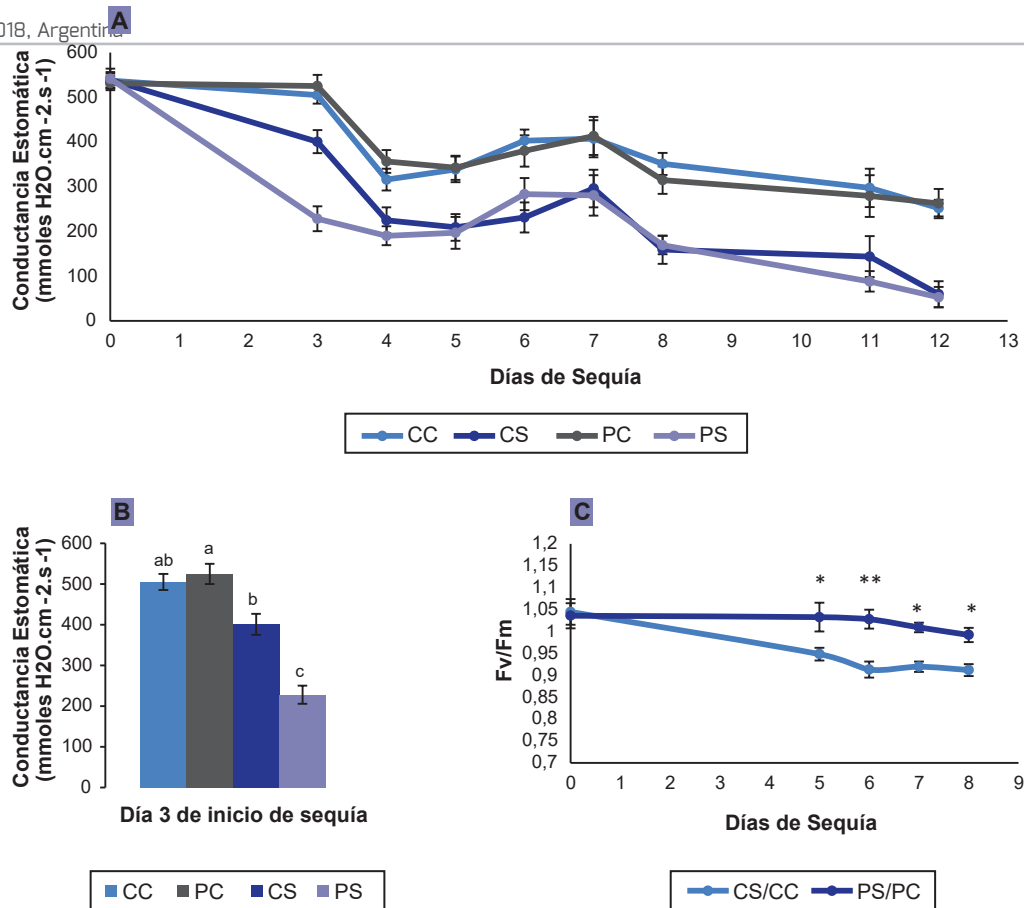 018, Argentina
A
Conductancia Estomática
(mmoles H2O.cm -2.s -1)
600
500
400
300
200
100
0
0 1 2 3 4 5 6 7 8 9 10 11 12 13
Días de Sequía
CC CS PC PS
B
Conductancia Estomática
(mmoles H2O.cm -2.s -1)
600
500
400
300
200
100
0
ab a b c
Día 3 de inicio de sequía
CC PC CS PS
C
Fv/Fm
1,2
1,1
1,05
1
0,95
0,9
0,85
0,8
0,75
0,7
* ** * *
0 1 2 3 4 5 6 7 8 9
Días de Sequía
CS/CC PS/PC